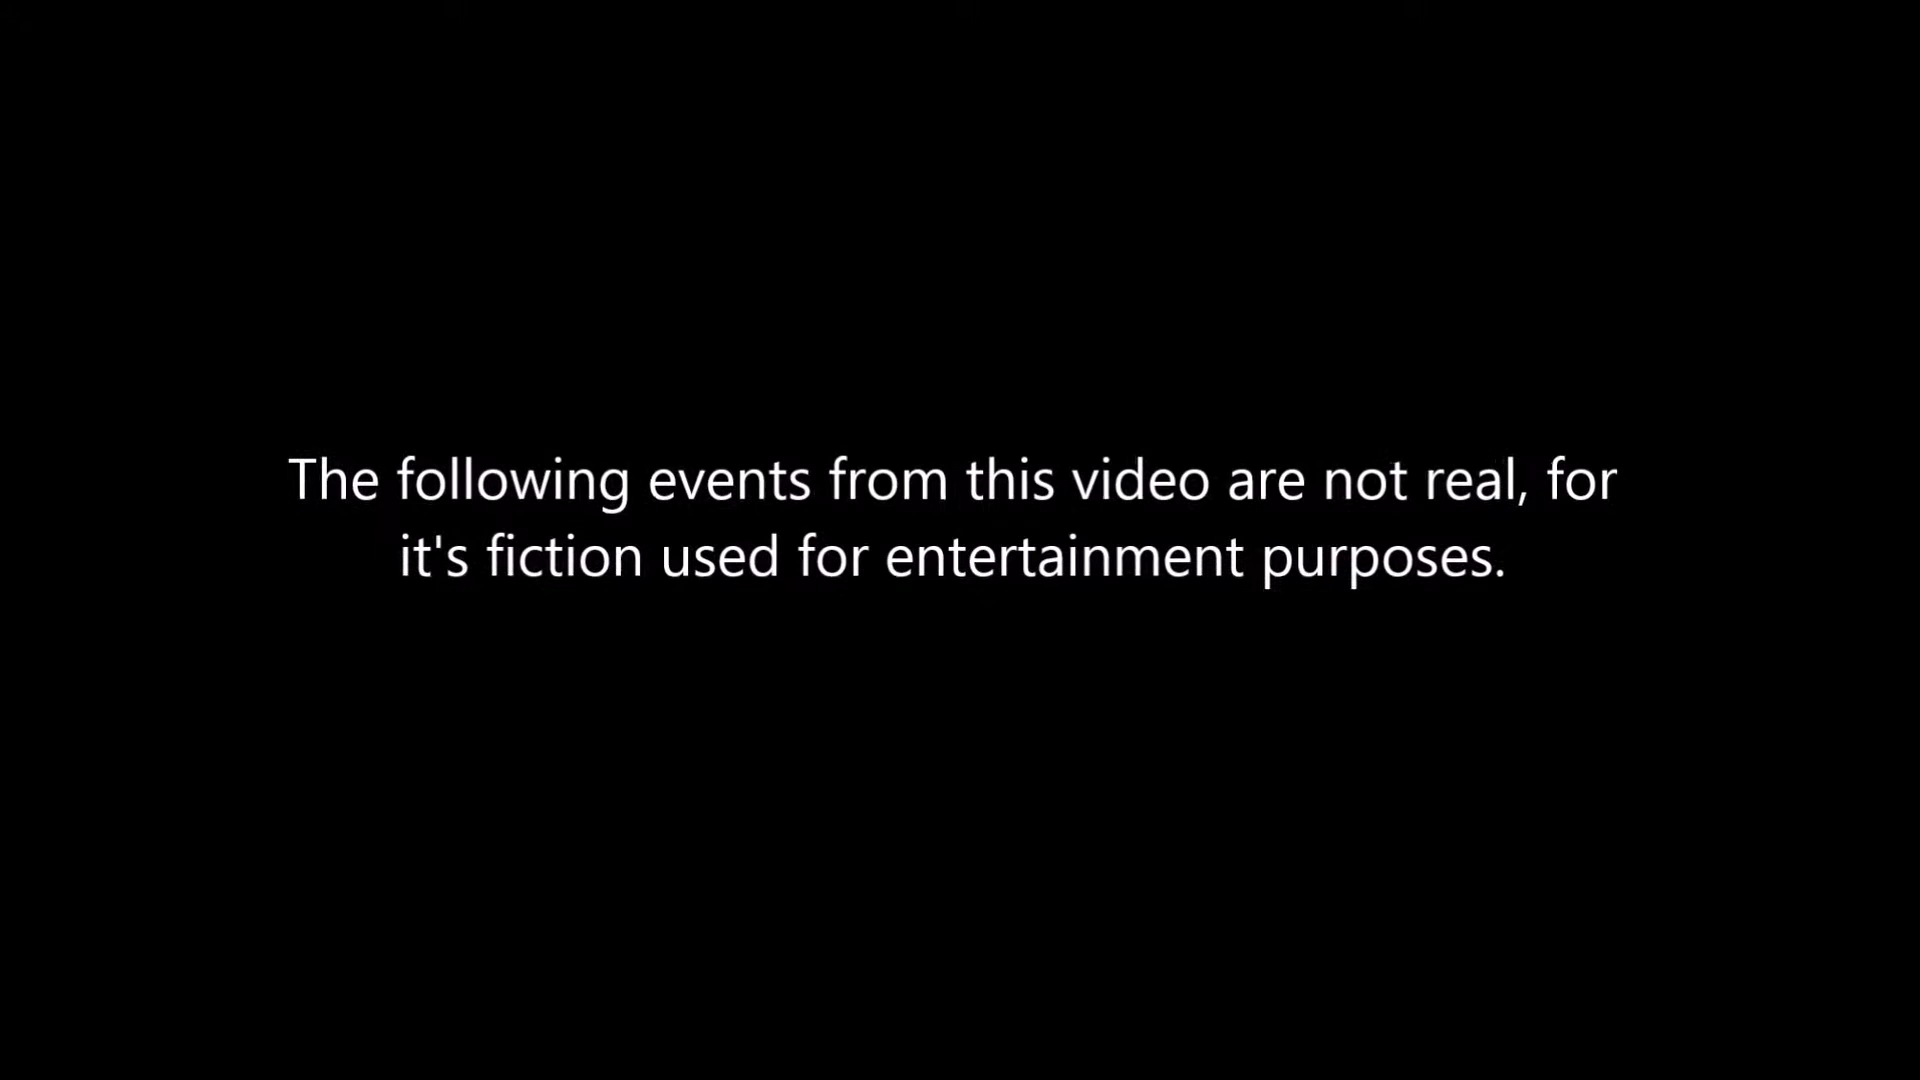 The following events from this video are not real, for
it's fiction used for entertainment purposes.